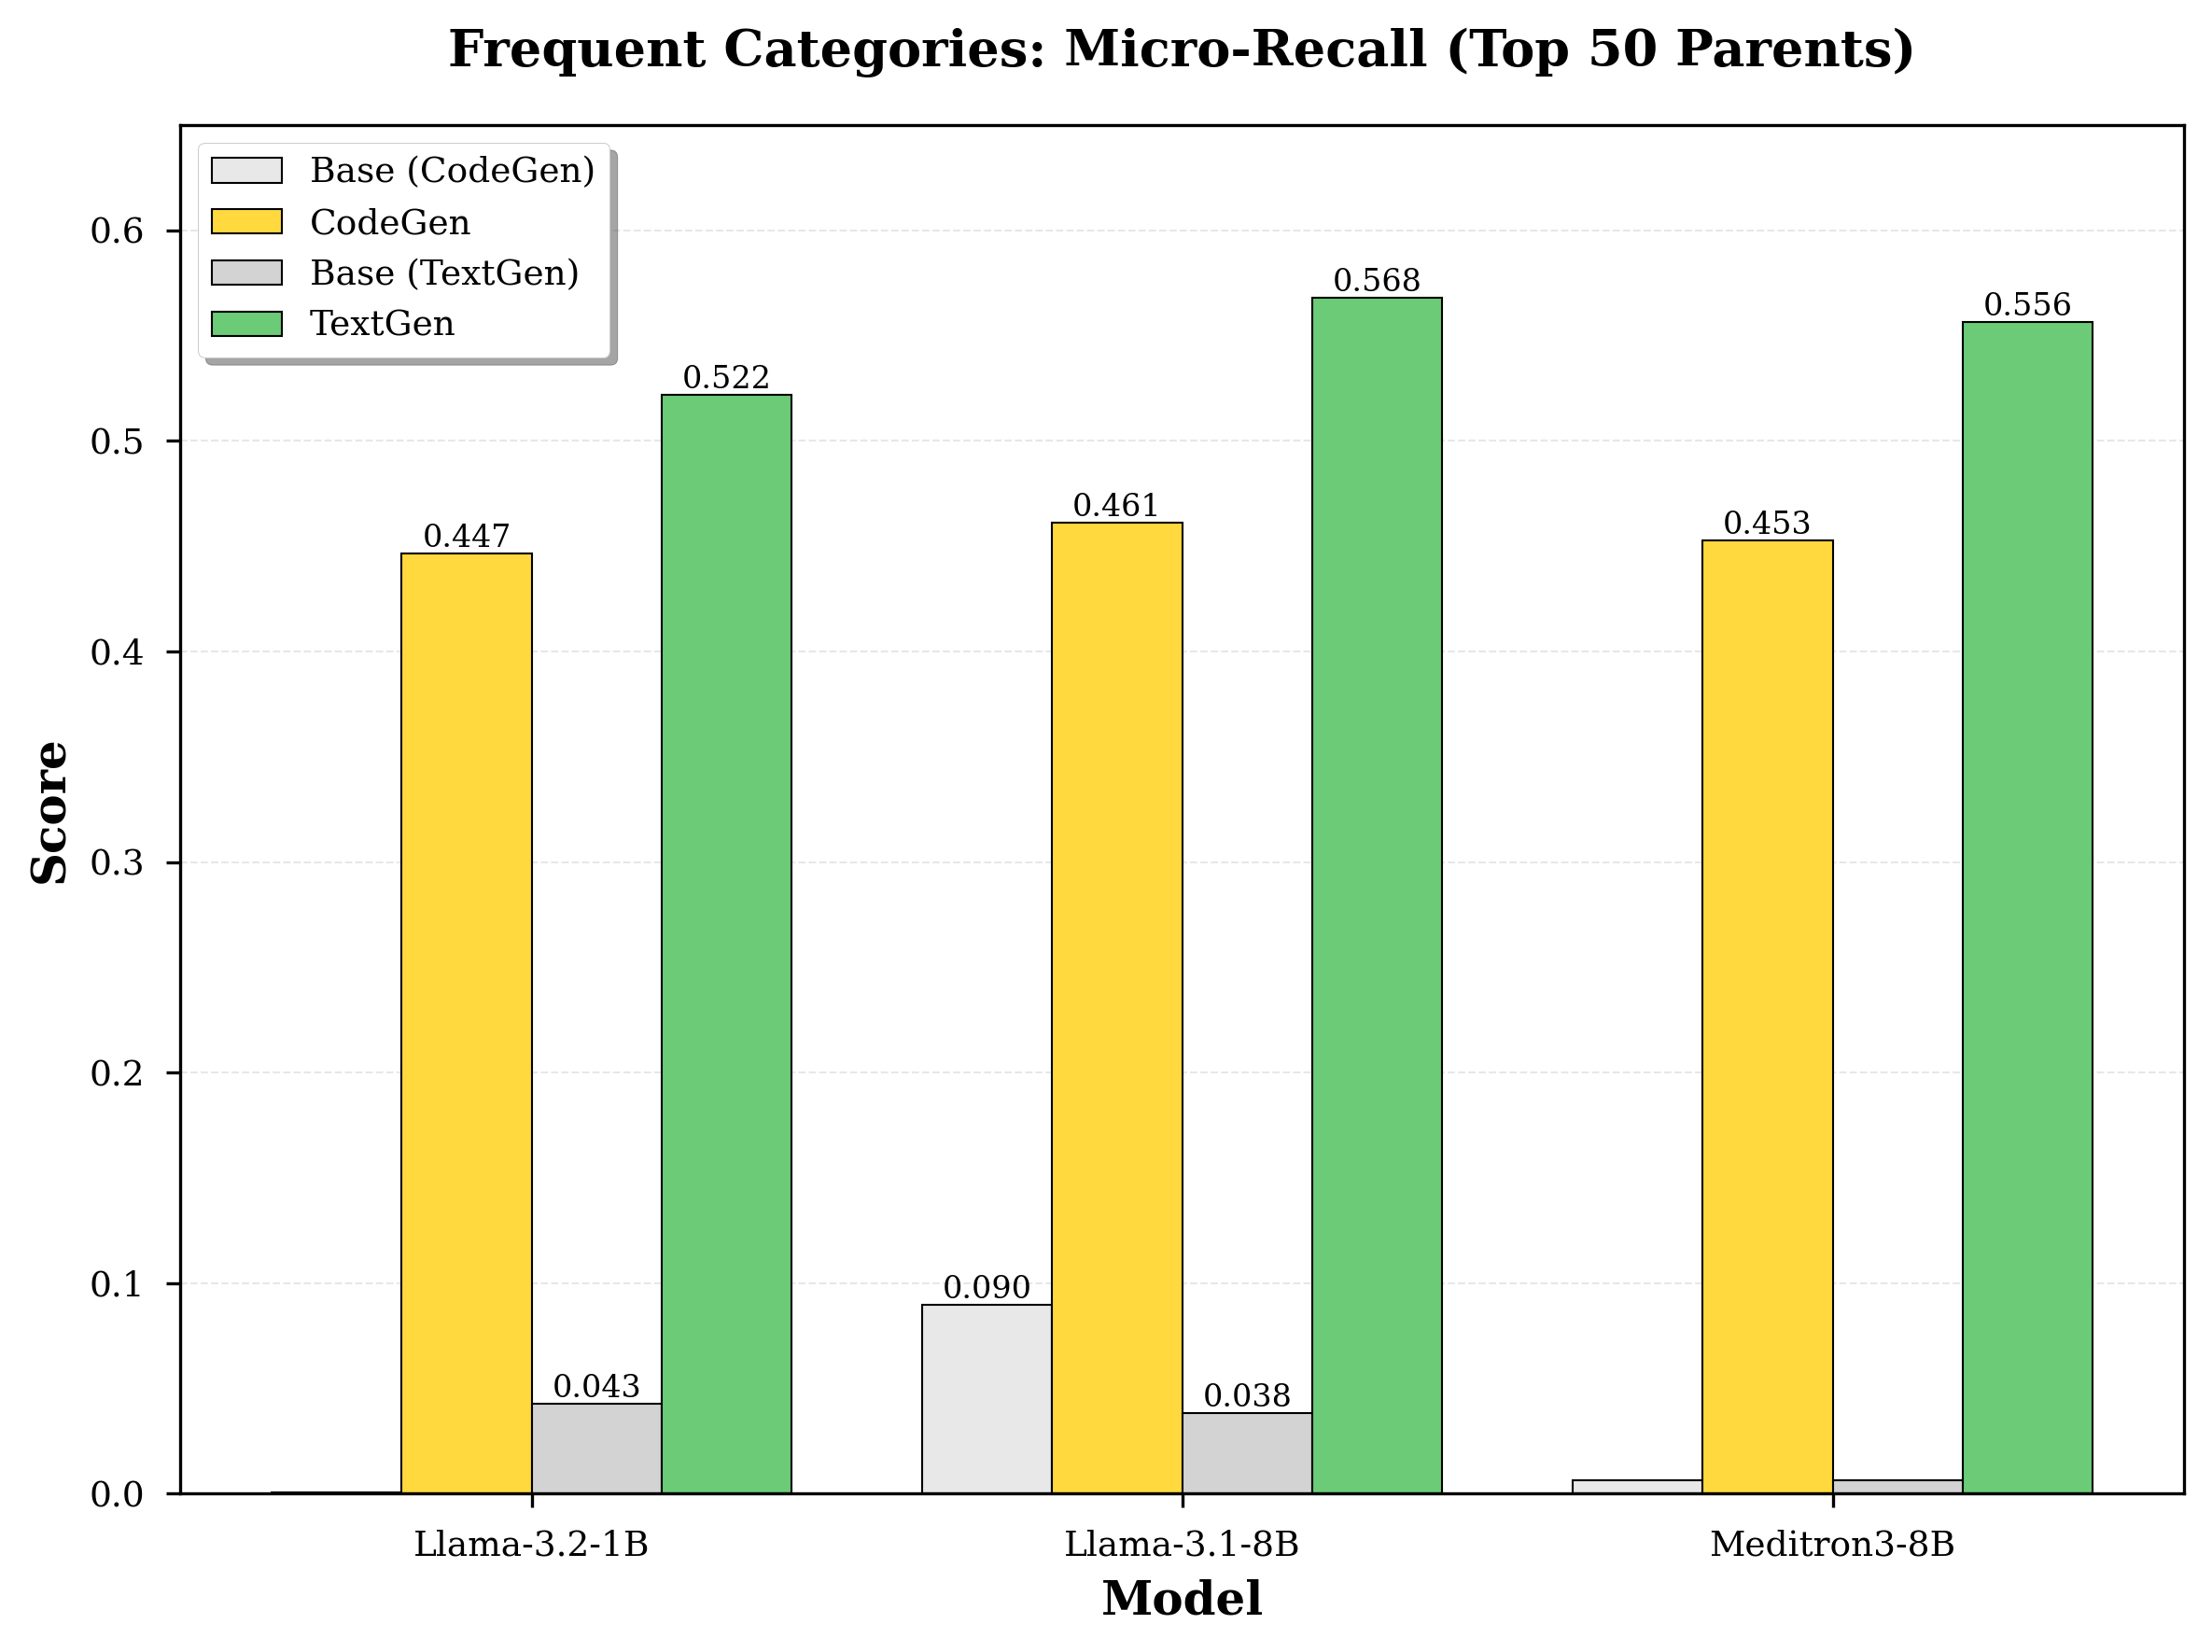 Frequent Categories: Micro-Recall (Top 50 Parents)
Base (CodeGen)
CodeGen
Base (TextGen)
TextGen
Score
0.6
0.5
0.4
0.3
0.2
0.1
0.0
0.447
0.043
0.522
0.090
0.461
0.038
0.568
0.453
0.556
Llama-3.2-1B
Llama-3.1-8B
Meditron3-8B
Model